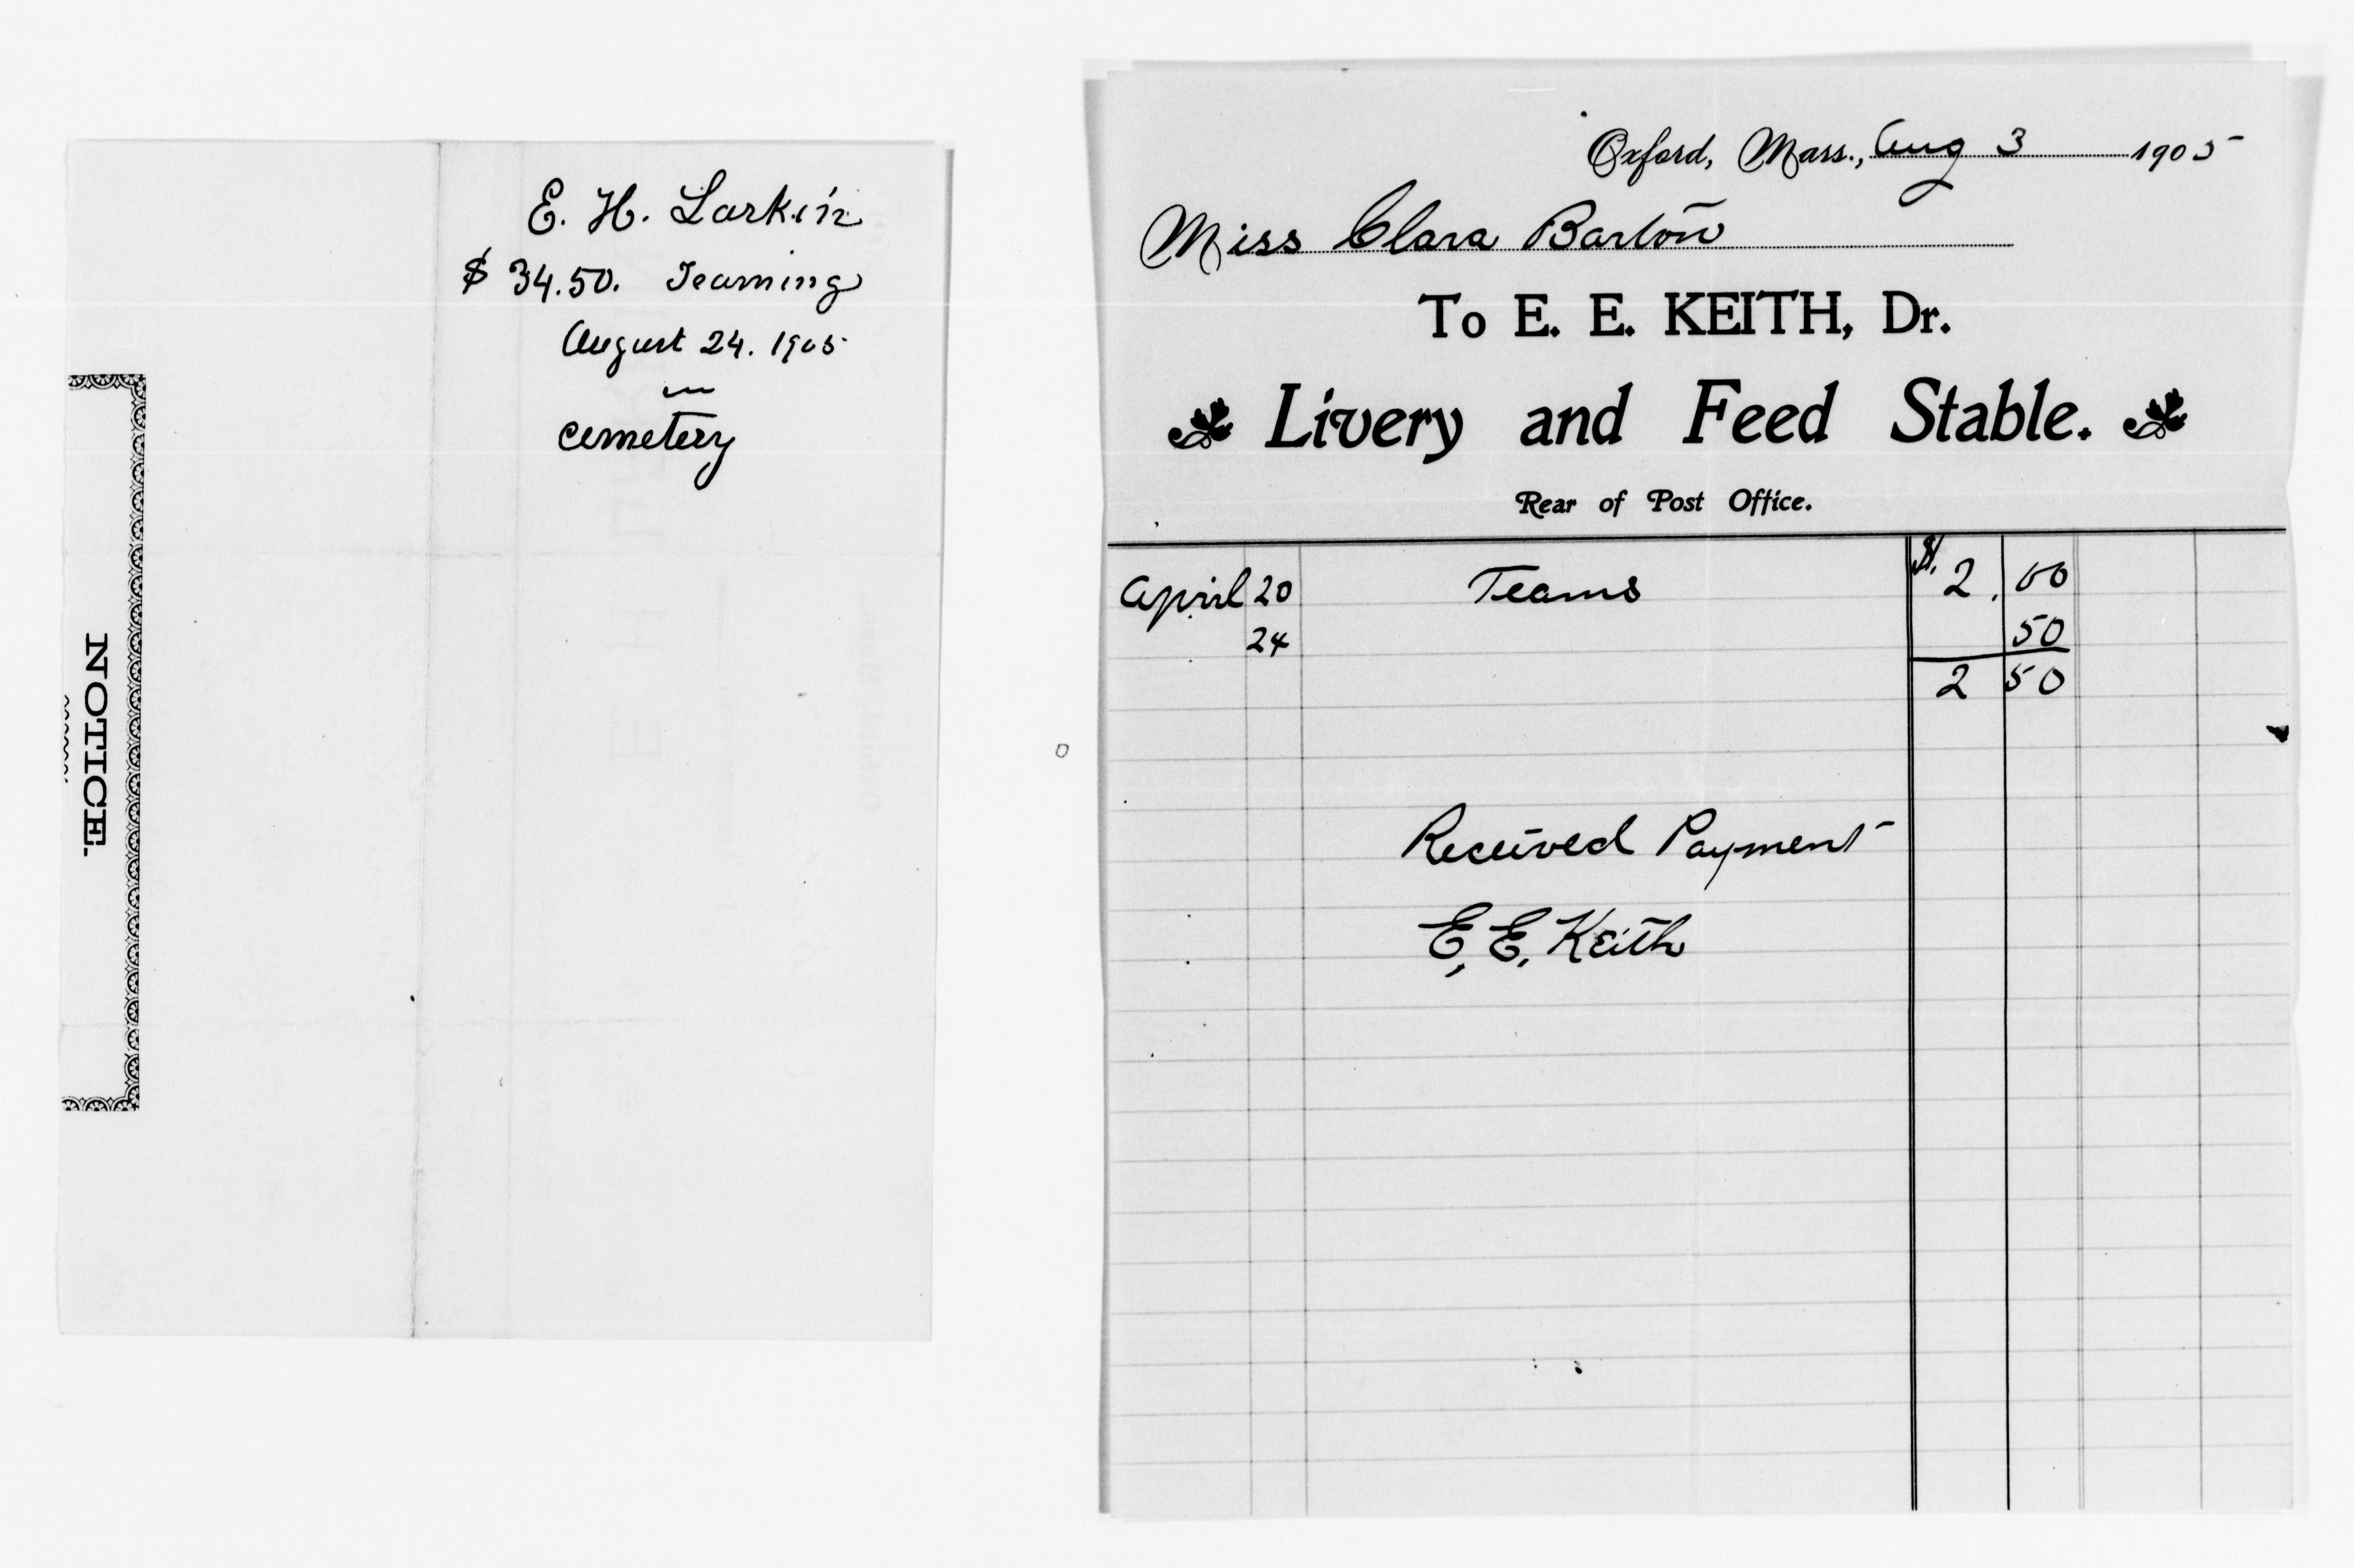 E. H. Larkin
$ 34.50. Teaming
August 24. 1905
cemetery
NOTICE.
Oxford, Mass., Aug 3 1905
Miss Clara Barton
To E. E. KEITH, Dr.
Livery and Feed Stable.
Rear of Post Office.
April 20 Teams $. 2.00
24 50
2 50
Received Payment
E. E. Keith